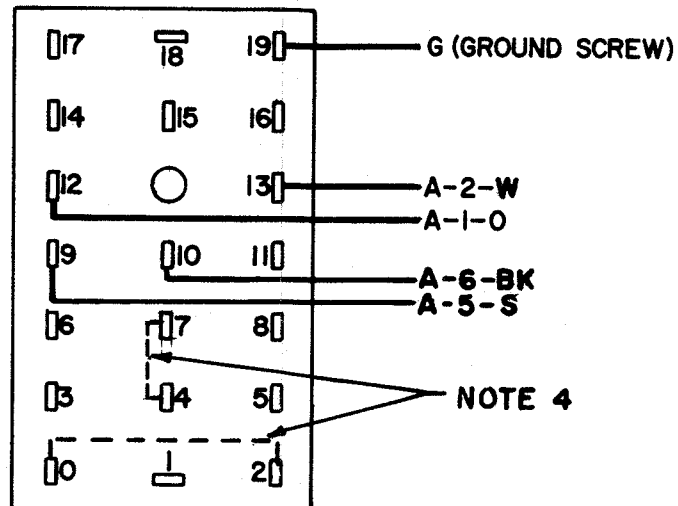 17 18 19 G (GROUND SCREW)
14 15 16
12 13 A-2-W
A-1-O
9 10 11
A-6-BK
A-5-S
6 7 8
3 4 5 NOTE 4
0 1 2